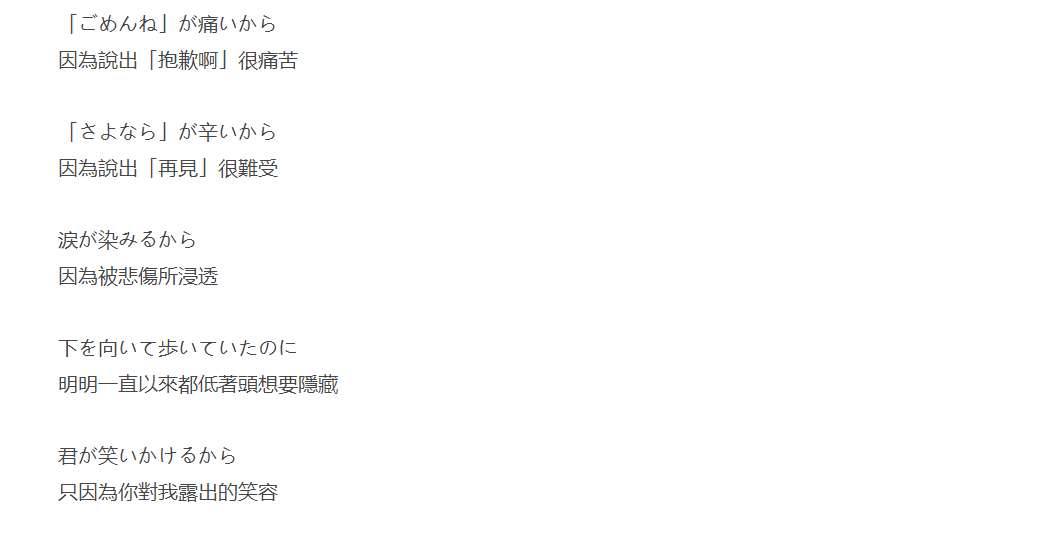 「ごめんね」が痛いから
因為說出「抱歉啊」很痛苦
「さよなら」が辛いから
因為說出「再見」很難受
涙が染みるから
因為被悲傷所浸透
下を向いて歩いていたのに
明明一直以來都低著頭想要隱藏
君が笑いかけるから
只因為你對我露出的笑容